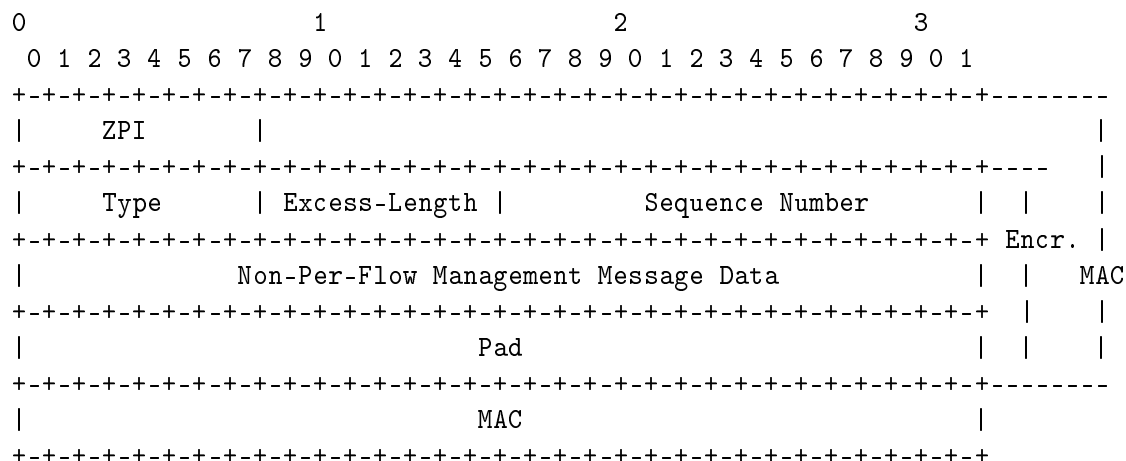 0                   1                   2                   3
 0 1 2 3 4 5 6 7 8 9 0 1 2 3 4 5 6 7 8 9 0 1 2 3 4 5 6 7 8 9 0 1
+-+-+-+-+-+-+-+-+-+-+-+-+-+-+-+-+-+-+-+-+-+-+-+-+-+-+-+-+-+-+-+-+--------
|     ZPI       |                                                       |
+-+-+-+-+-+-+-+-+-+-+-+-+-+-+-+-+-+-+-+-+-+-+-+-+-+-+-+-+-+-+-+-+----   |
|     Type      | Excess-Length |         Sequence Number       |  |    |
+-+-+-+-+-+-+-+-+-+-+-+-+-+-+-+-+-+-+-+-+-+-+-+-+-+-+-+-+-+-+-+-+ Encr. |
|              Non-Per-Flow Management Message Data             |  |   MAC
+-+-+-+-+-+-+-+-+-+-+-+-+-+-+-+-+-+-+-+-+-+-+-+-+-+-+-+-+-+-+-+-+  |    |
|                              Pad                              |  |    |
+-+-+-+-+-+-+-+-+-+-+-+-+-+-+-+-+-+-+-+-+-+-+-+-+-+-+-+-+-+-+-+-+--------
|                              MAC                              |
+-+-+-+-+-+-+-+-+-+-+-+-+-+-+-+-+-+-+-+-+-+-+-+-+-+-+-+-+-+-+-+-+